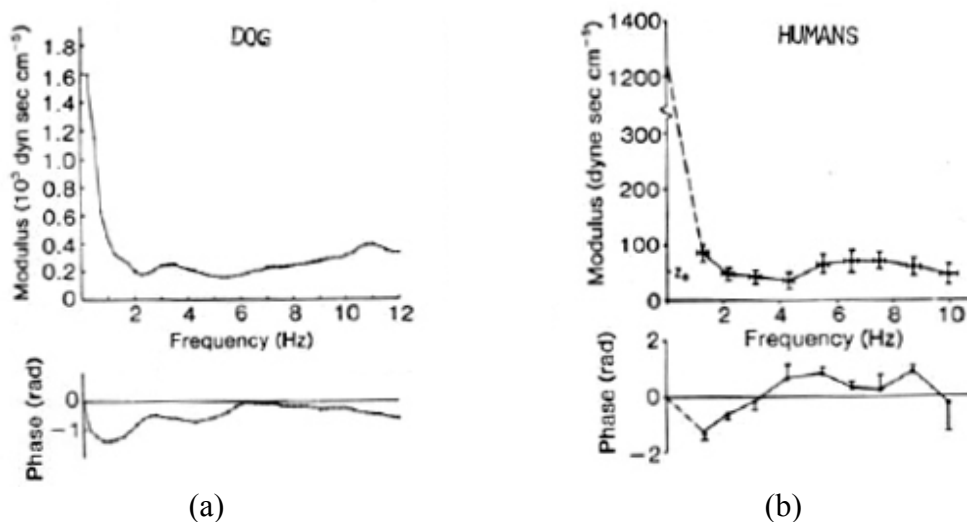 DOG
Modulus (10³ dyn sec cm⁻⁵)
1.8
1.6
1.4
1.2
1.0
0.8
0.6
0.4
0.2
0
2 4 6 8 10 12
Frequency (Hz)
Phase (rad)
0
-1
(a)
HUMANS
Modulus (dyne sec cm⁻⁵)
1400
1200
300
200
100
Z₀
0
0 2 4 6 8 10
Frequency (Hz)
Phase (rad)
2
0
-2
(b)